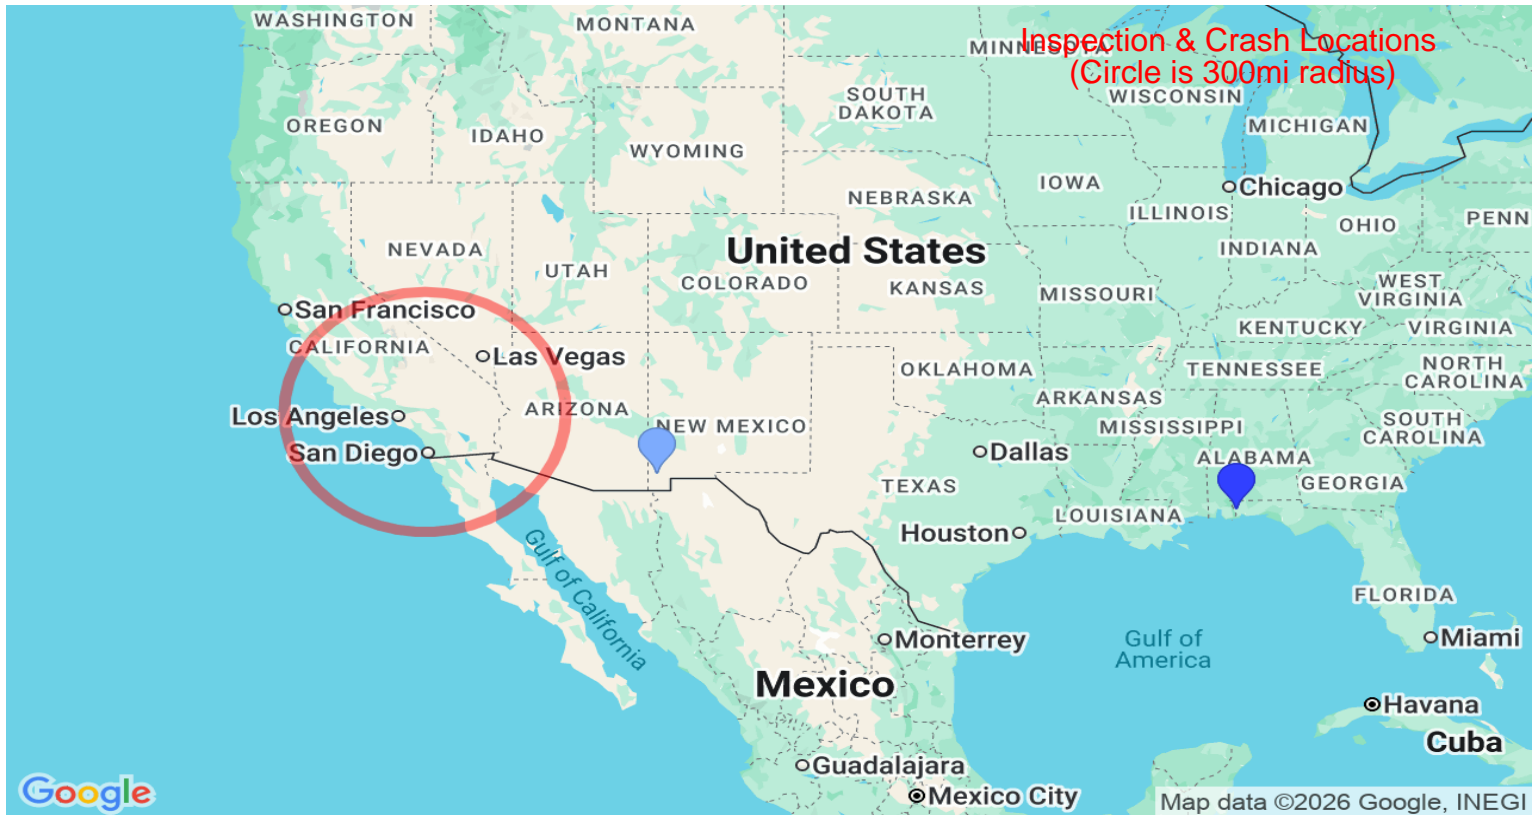 Inspection & Crash Locations
(Circle is 300mi radius)
WASHINGTON
MONTANA
MINNESOTA
OREGON
IDAHO
SOUTH
DAKOTA
WISCONSIN
MICHIGAN
WYOMING
NEBRASKA
IOWA
Chicago
ILLINOIS
OHIO
PENN
NEVADA
UTAH
United States
INDIANA
COLORADO
KANSAS
MISSOURI
WEST
VIRGINIA
San Francisco
CALIFORNIA
Las Vegas
KENTUCKY
VIRGINIA
OKLAHOMA
TENNESSEE
NORTH
CAROLINA
Los Angeles
ARIZONA
NEW MEXICO
ARKANSAS
MISSISSIPPI
SOUTH
CAROLINA
San Diego
Dallas
ALABAMA
TEXAS
GEORGIA
LOUISIANA
Houston
Gulf of California
FLORIDA
Monterrey
Gulf of
America
Miami
Mexico
Havana
Cuba
Guadalajara
Mexico City
Google
Map data ©2026 Google, INEGI